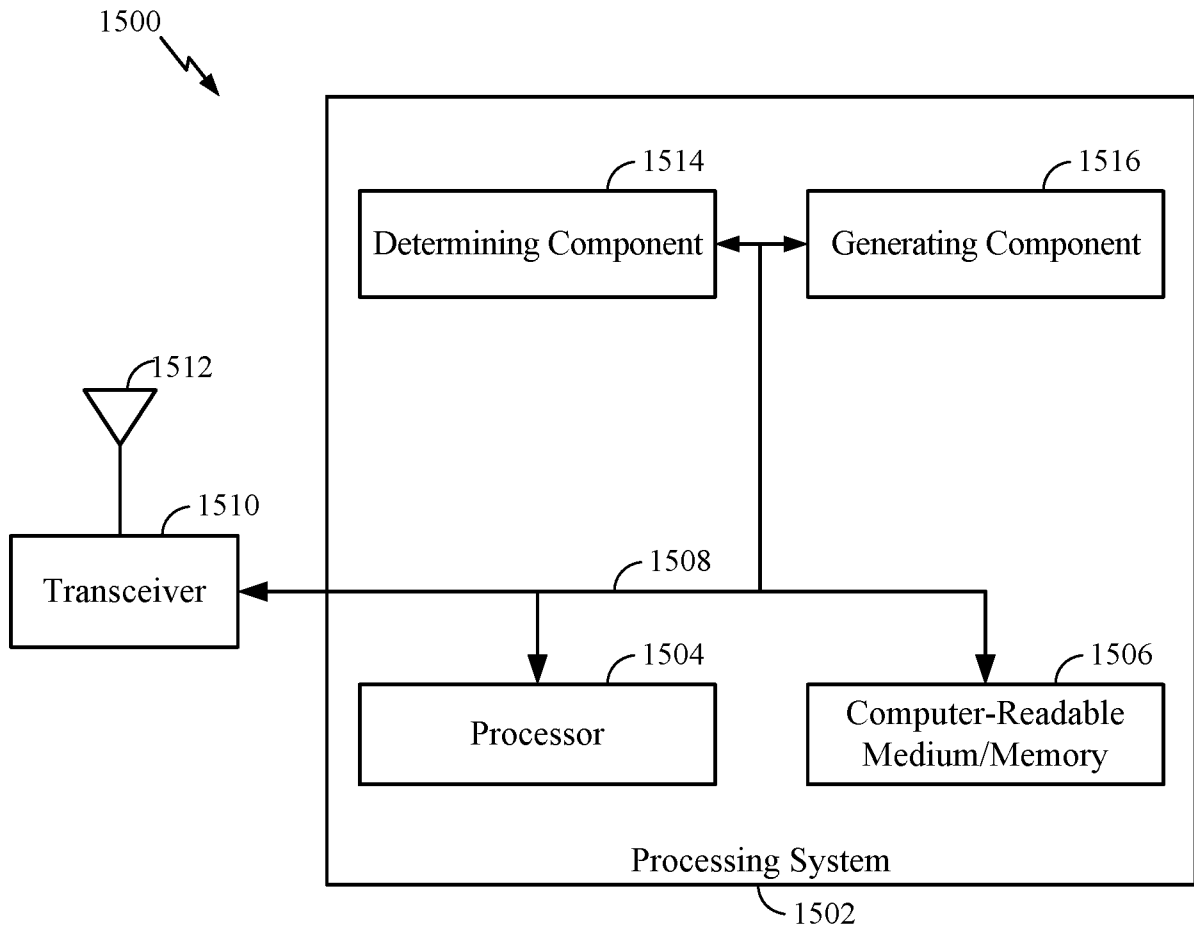 1500
1514
1516
Determining Component
Generating Component
1512
1510
Transceiver
1508
1504
1506
Processor
Computer-Readable
Medium/Memory
Processing System
1502